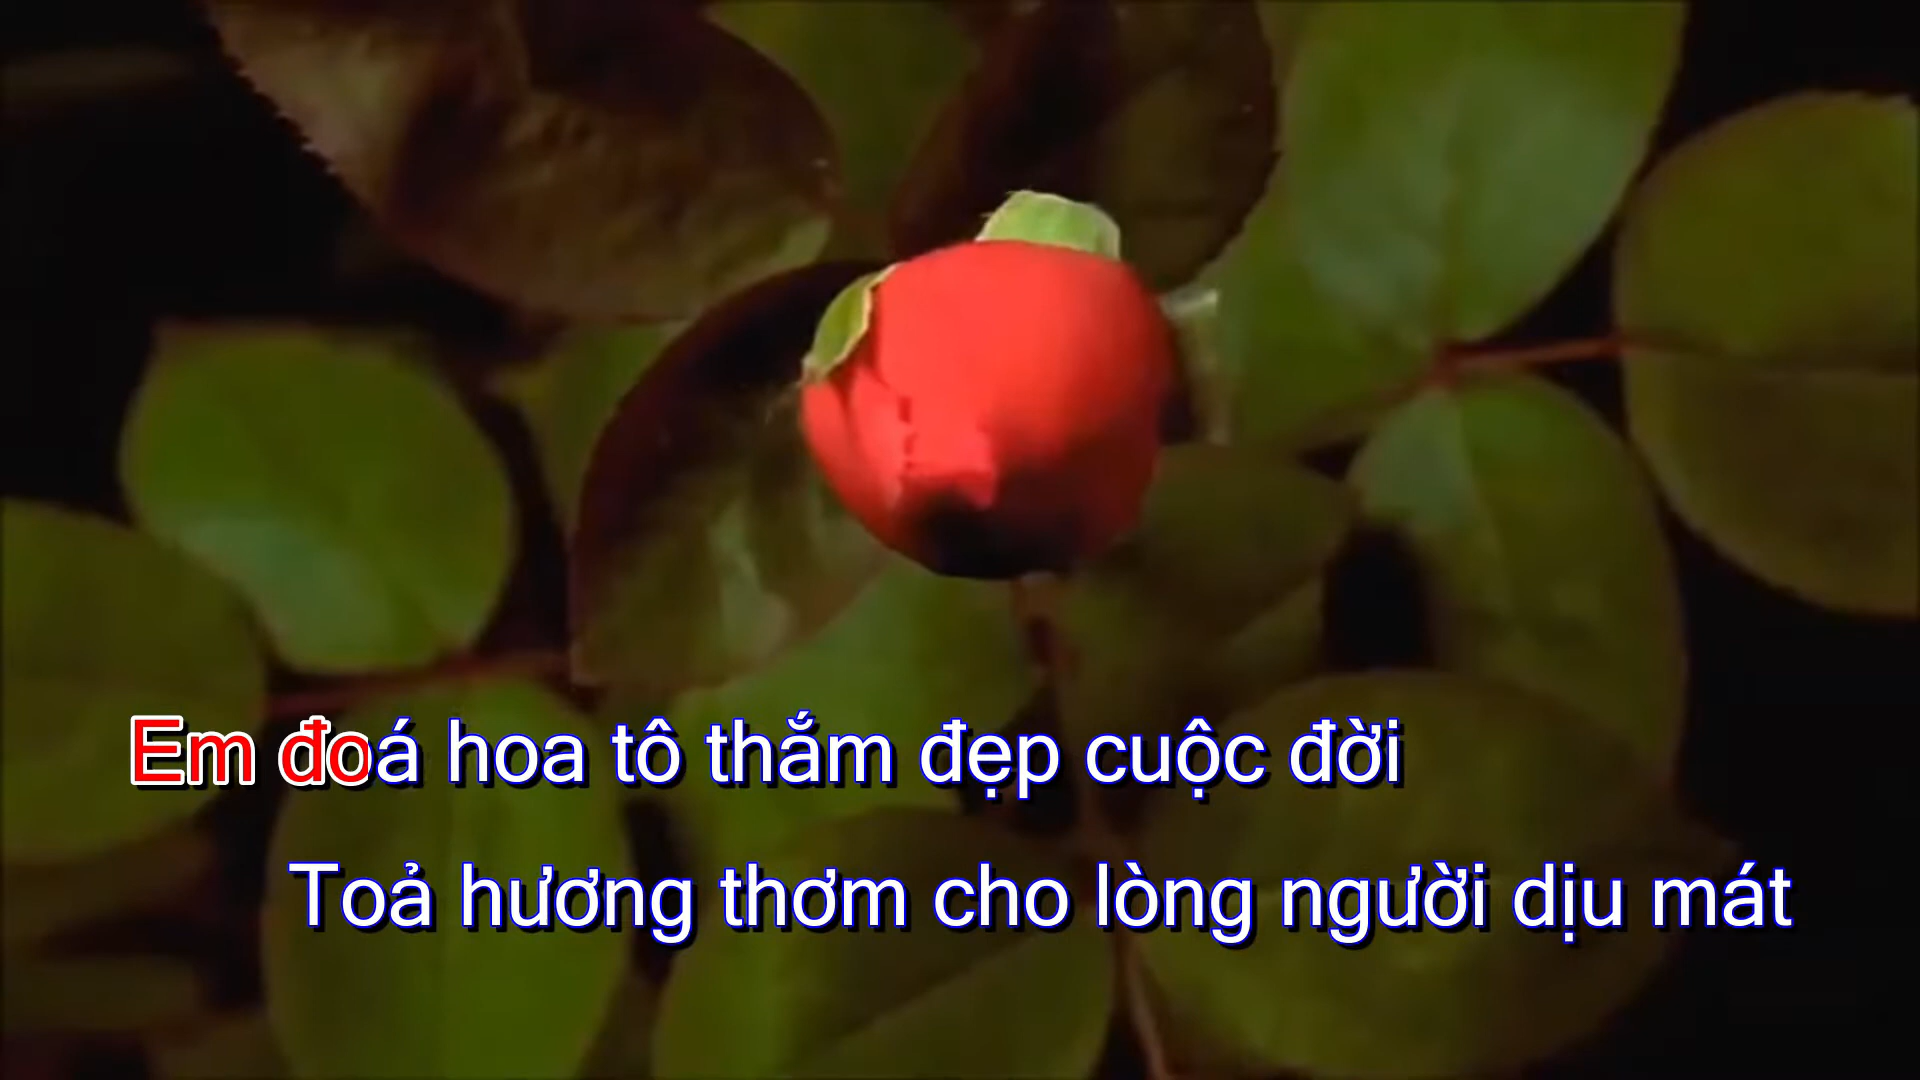 Em đoá hoa tô thắm đẹp cuộc đời
Toả hương thơm cho lòng người dịu mát